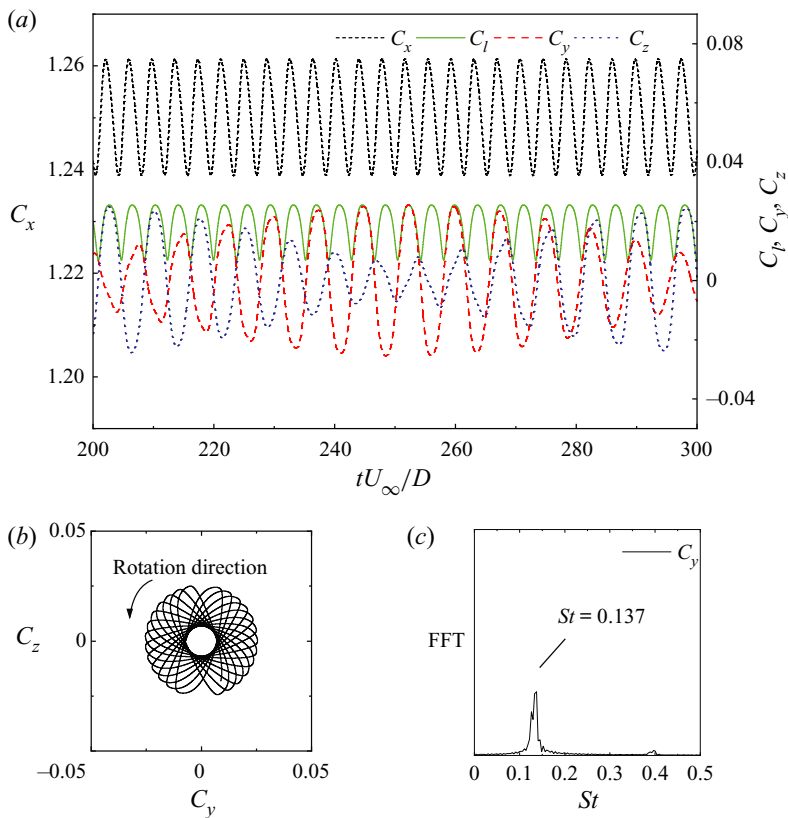 (a)
C_x C_l C_y C_z
1.26
1.24
1.22
1.20
C_x
0.08
0.04
0
–0.04
C_l, C_y, C_z
200 220 240 260 280 300
tU_∞/D
(b)
0.05
Rotation direction
C_z
0
–0.05
0
0.05
C_y
(c)
C_y
St = 0.137
FFT
0 0.1 0.2 0.3 0.4 0.5
St